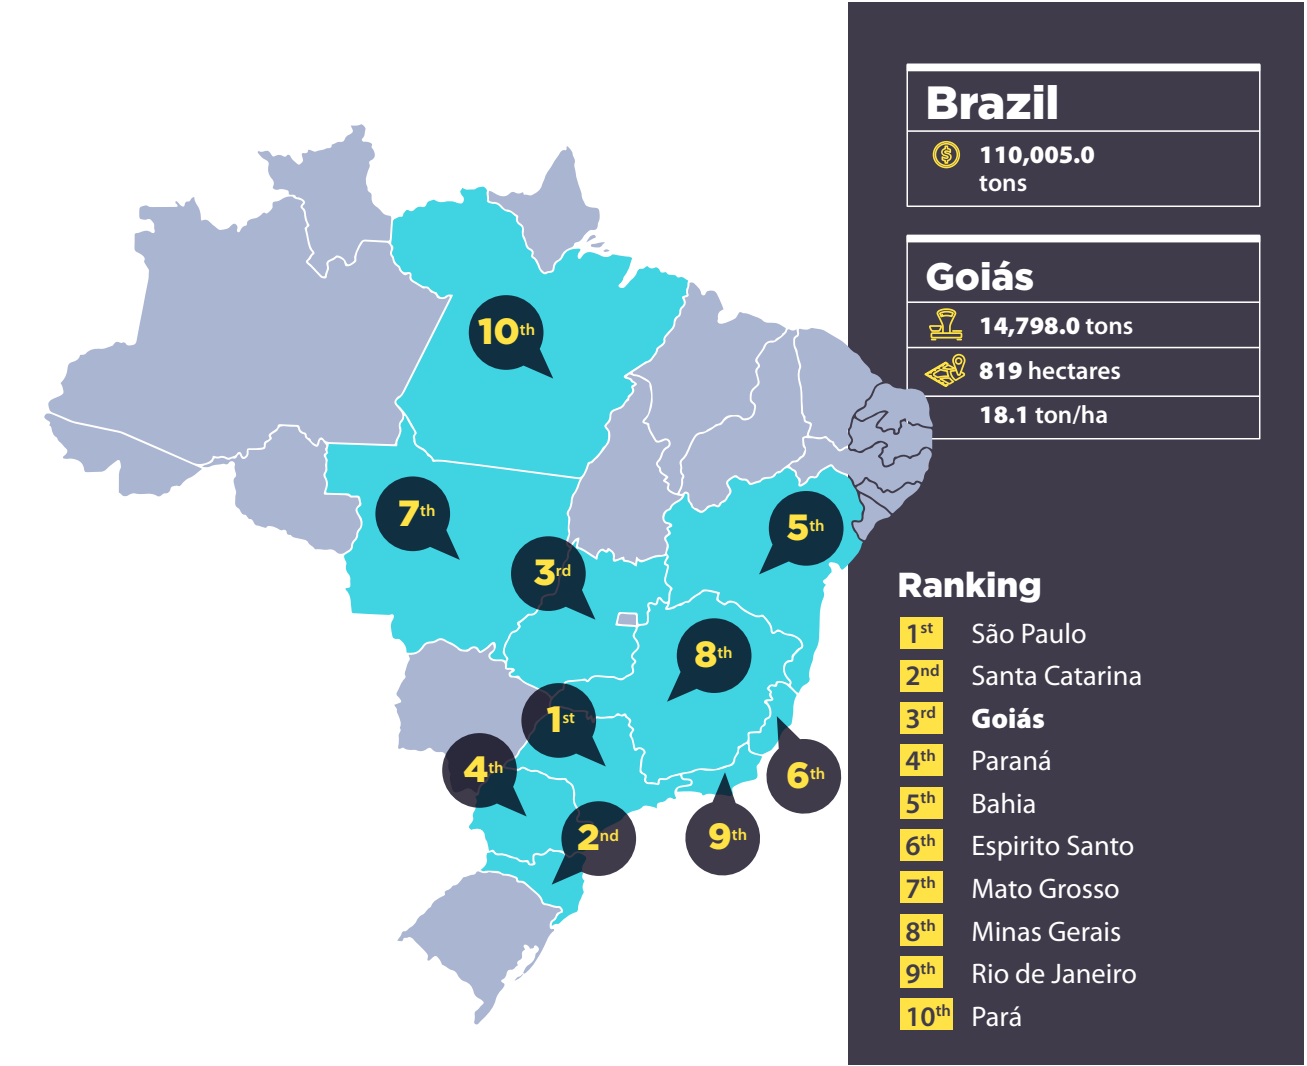 Brazil
110,005.0
tons
Goiás
14,798.0 tons
819 hectares
18.1 ton/ha
10th
7th
5th
3rd
8th
1st
4th
6th
2nd
9th
Ranking
1st São Paulo
2nd Santa Catarina
3rd Goiás
4th Paraná
5th Bahia
6th Espirito Santo
7th Mato Grosso
8th Minas Gerais
9th Rio de Janeiro
10th Pará